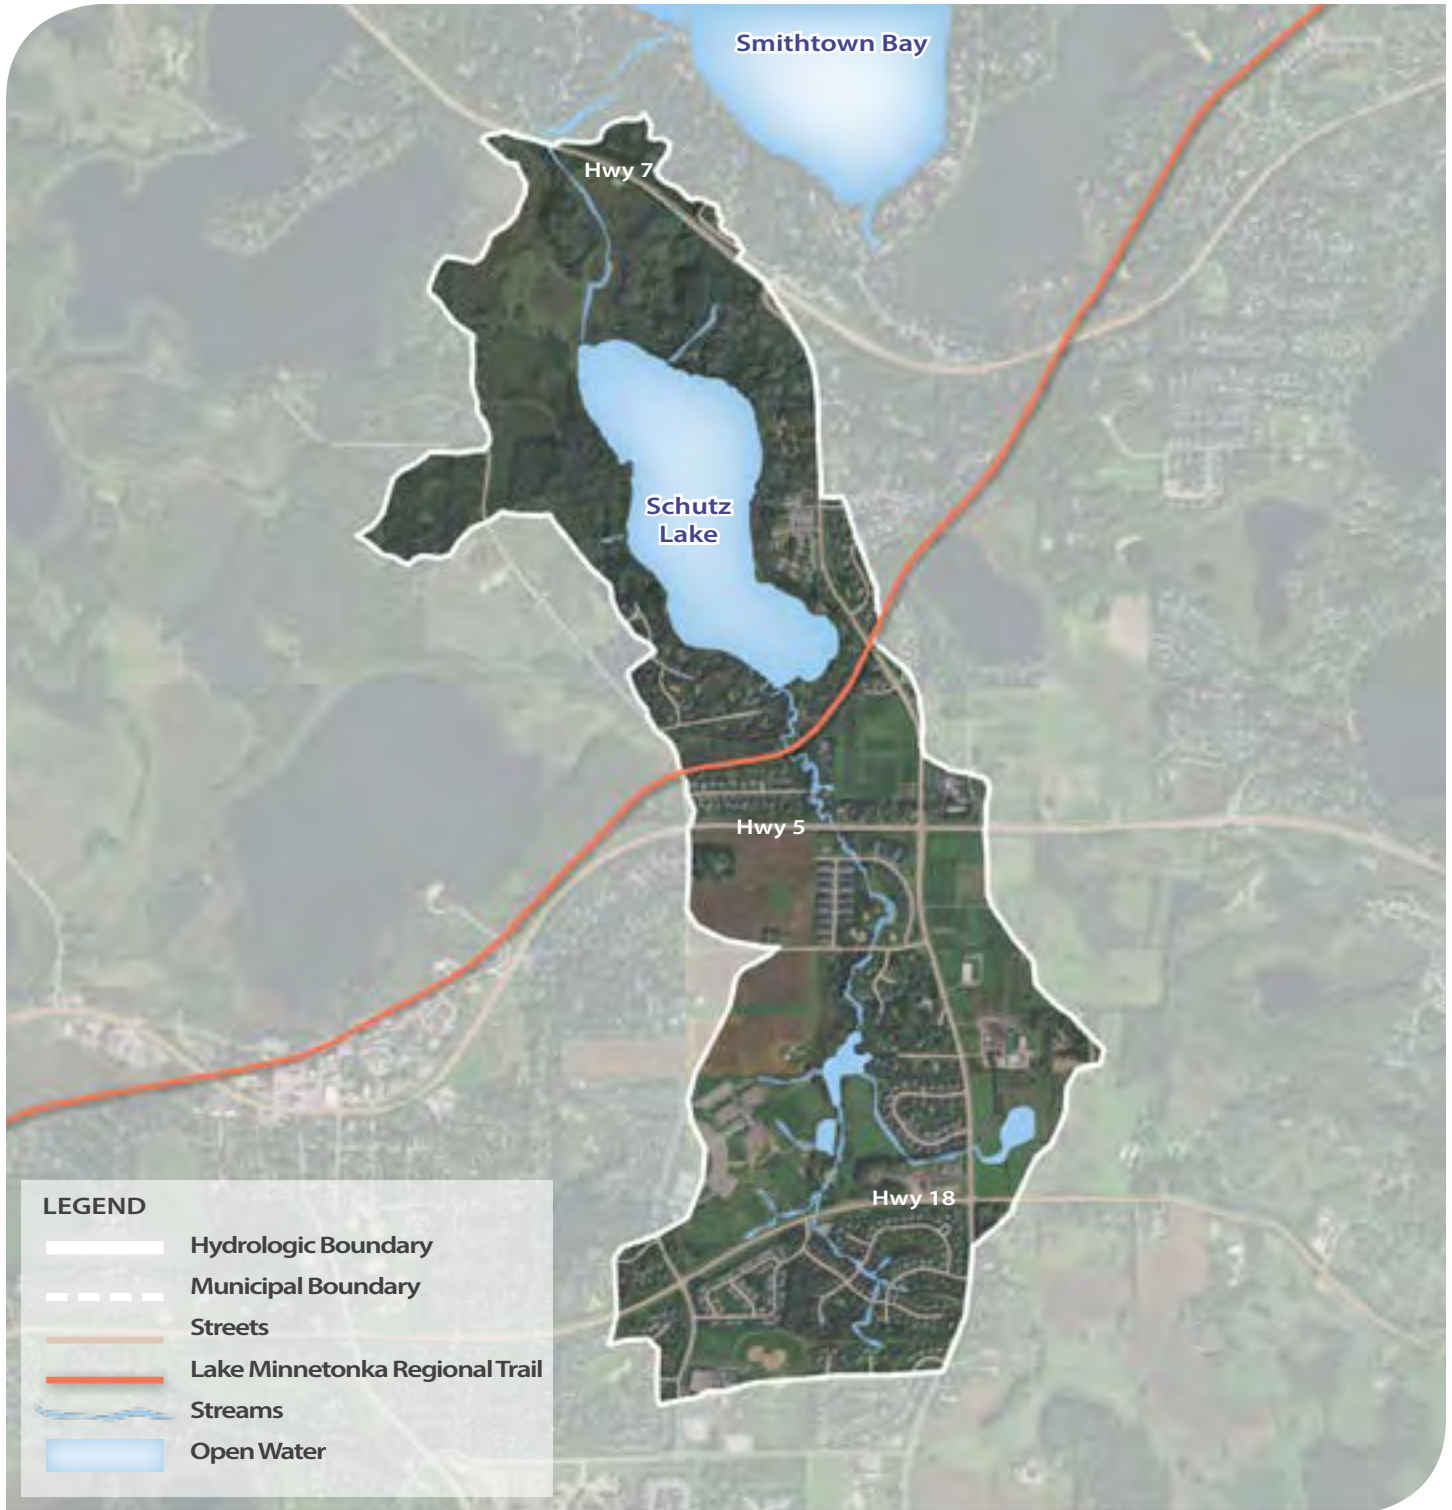 Smithtown Bay
Hwy 7
Schutz
Lake
Hwy 5
Hwy 18
LEGEND
Hydrologic Boundary
Municipal Boundary
Streets
Lake Minnetonka Regional Trail
Streams
Open Water